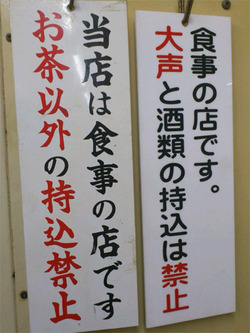 当店は食事の店です
お茶以外の持込禁止
食事の店です。
大声と酒類の持込は禁止